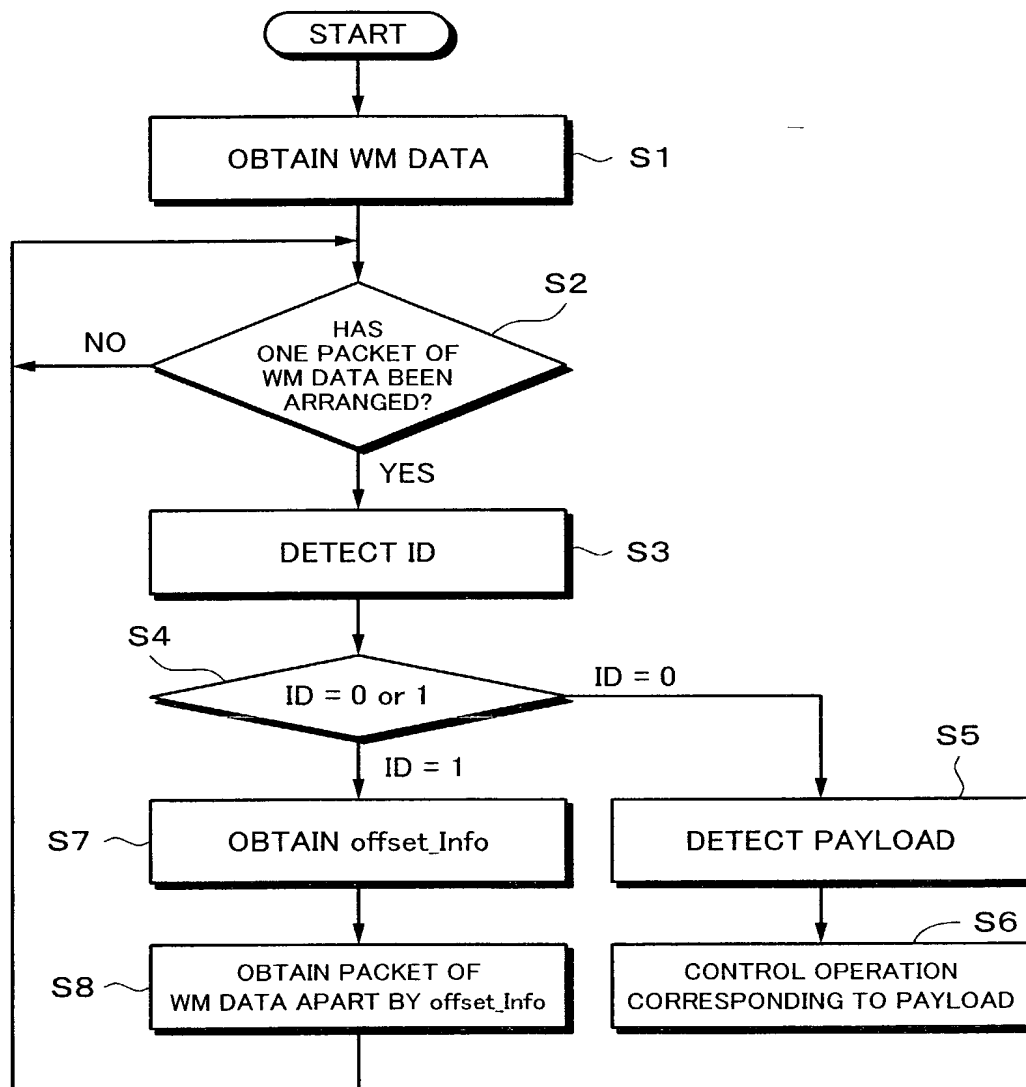 START
OBTAIN WM DATA
S1
S2
HAS
ONE PACKET OF
WM DATA BEEN
ARRANGED?
NO
YES
DETECT ID
S3
S4
ID = 0 or 1
ID = 0
ID = 1
S5
S7
OBTAIN offset_Info
DETECT PAYLOAD
S6
S8
OBTAIN PACKET OF
WM DATA APART BY offset_Info
CONTROL OPERATION
CORRESPONDING TO PAYLOAD